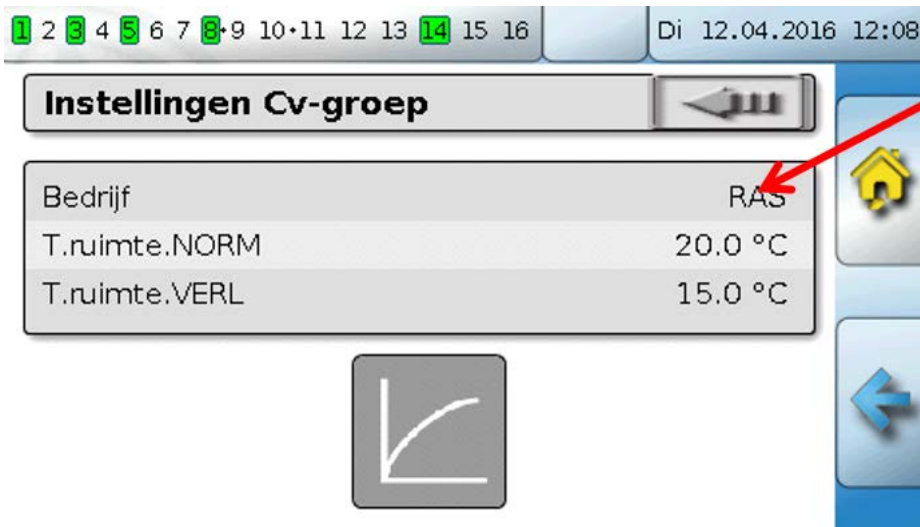 1 2 3 4 5 6 7 8•9 10•11 12 13 14 15 16 Di 12.04.2016 12:08
Instellingen Cv-groep
Bedrijf RAS
T.ruimte.NORM 20.0 °C
T.ruimte.VERL 15.0 °C